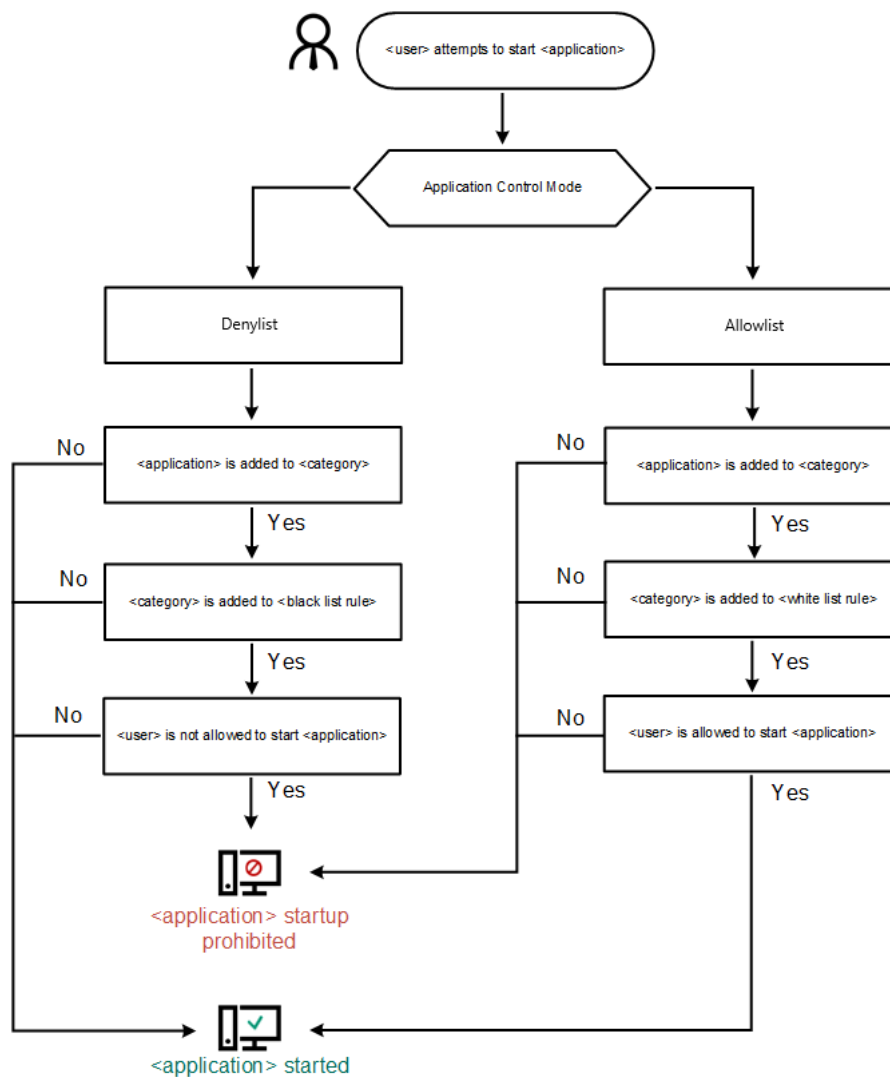 <user> attempts to start <application>
Application Control Mode
Denylist
Allowlist
No
<application> is added to <category>
No
<application> is added to <category>
Yes
Yes
No
<category> is added to <black list rule>
No
<category> is added to <white list rule>
Yes
Yes
No
<user> is not allowed to start <application>
No
<user> is allowed to start <application>
Yes
Yes
<application> startup
prohibited
<application> started